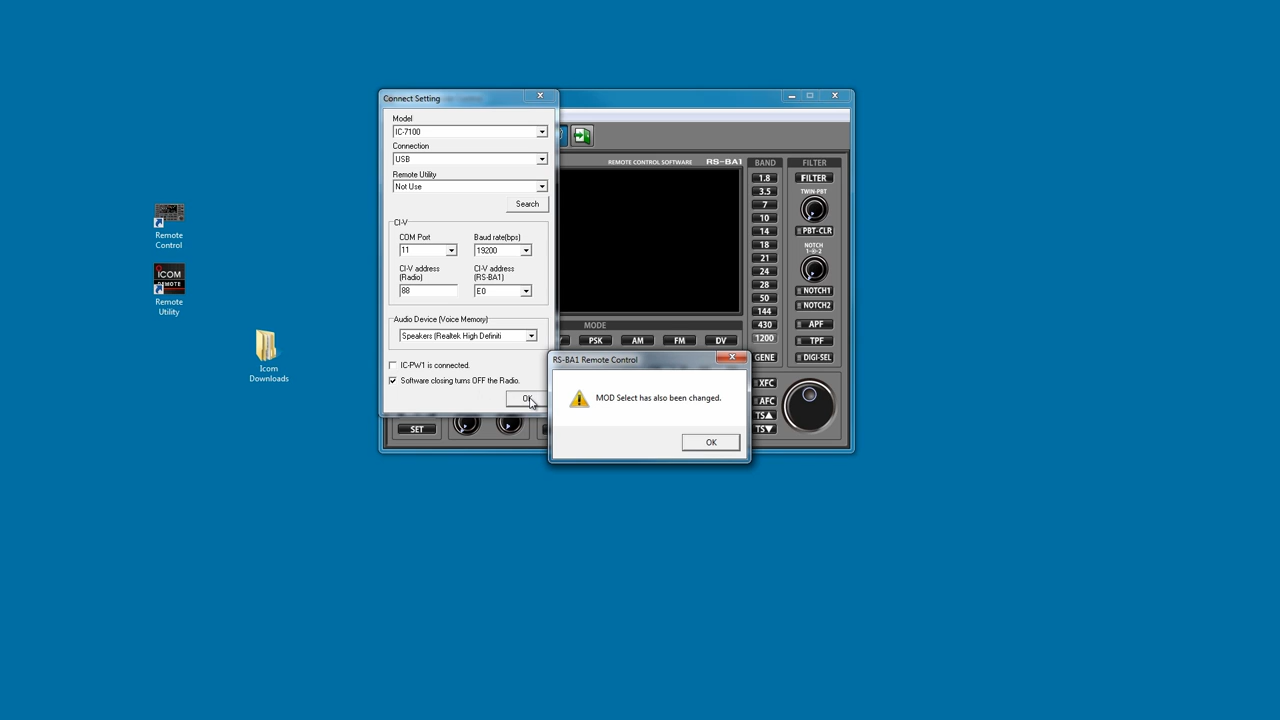 Remote
Control
ICOM
REMOTE
Remote
Utility
Icom
Downloads
Connect Setting
Model
IC-7100
Connection
USB
Remote Utility
Not Use
Search
CI-V
COM Port
11
Baud rate(bps)
19200
CI-V address
(Radio)
88
CI-V address
(RS-BA1)
E0
Audio Device (Voice Memory)
Speakers (Realtek High Definiti
IC-PW1 is connected.
Software closing turns OFF the Radio.
OK
REMOTE CONTROL SOFTWARE RS-BA1
BAND
1.8
3.5
7
10
14
18
21
24
28
50
144
430
1200
GENE
FILTER
FILTER
TWIN-PBT
PBT-CLR
NOTCH
1-※-2
NOTCH1
NOTCH2
APF
TPF
DIGI-SEL
MODE
PSK AM FM DV
XFC
AFC
TS▲
TS▼
SET
RS-BA1 Remote Control
MOD Select has also been changed.
OK